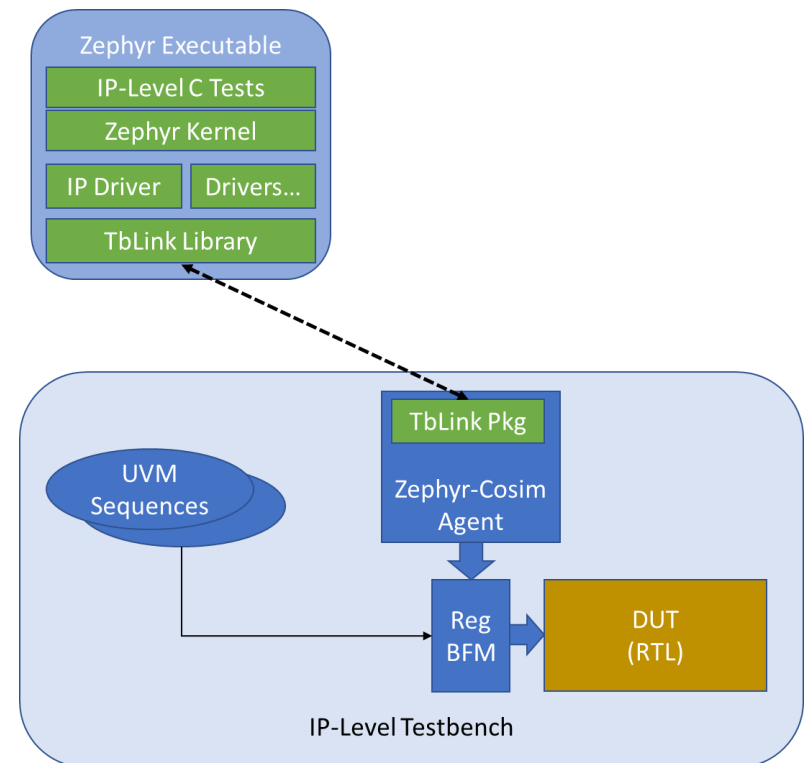 Zephyr Executable
IP-Level C Tests
Zephyr Kernel
IP Driver
Drivers...
TbLink Library
TbLink Pkg
Zephyr-Cosim
Agent
UVM
Sequences
Reg
BFM
DUT
(RTL)
IP-Level Testbench